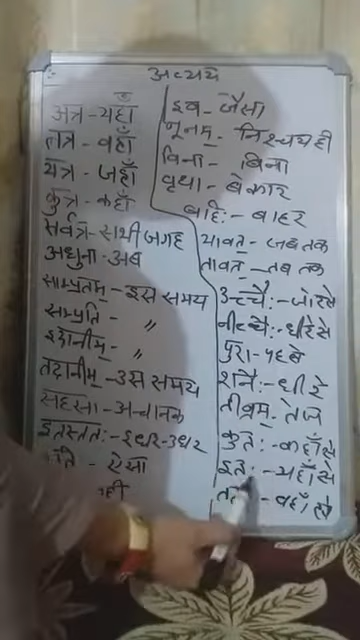 अव्यय
अत्र - यहाँ
तत्र - वहाँ
यत्र - जहाँ
कुत्र - कहाँ
सर्वत्र - सभी जगह
अधुना - अब
साम्प्रतम् - इस समय
सम्प्रति - "
इदानीम् - "
तदानीम् - उस समय
सहसा - अचानक
इतस्ततः - इधर-उधर
- ऐसा
ही
इव - जैसा
नूनम् - निश्चय ही
विना - बिना
वृथा - बेकार
बहिः - बाहर
यावत् - जब तक
तावत् - तब तक
उच्चैः - जोर से
नीच्चैः - धीरे से
पुरा - पहले
शनैः - धीरे
तीव्रम् - तेज
कुतः - कहाँ से
इतः - यहाँ से
- वहाँ से